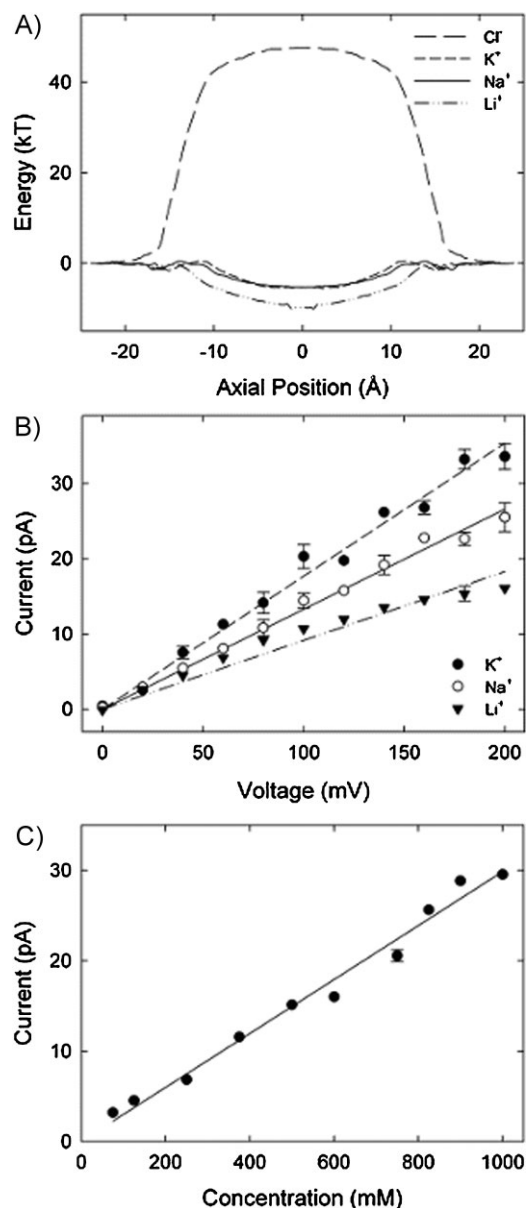 A)
Cl⁻
K⁺
Na⁺
Li⁺
40
20
0
Energy (kT)
-20 -10 0 10 20
Axial Position (Å)
B)
30
20
10
0
Current (pA)
K⁺
Na⁺
Li⁺
0 50 100 150 200
Voltage (mV)
C)
30
20
10
0
Current (pA)
0 200 400 600 800 1000
Concentration (mM)